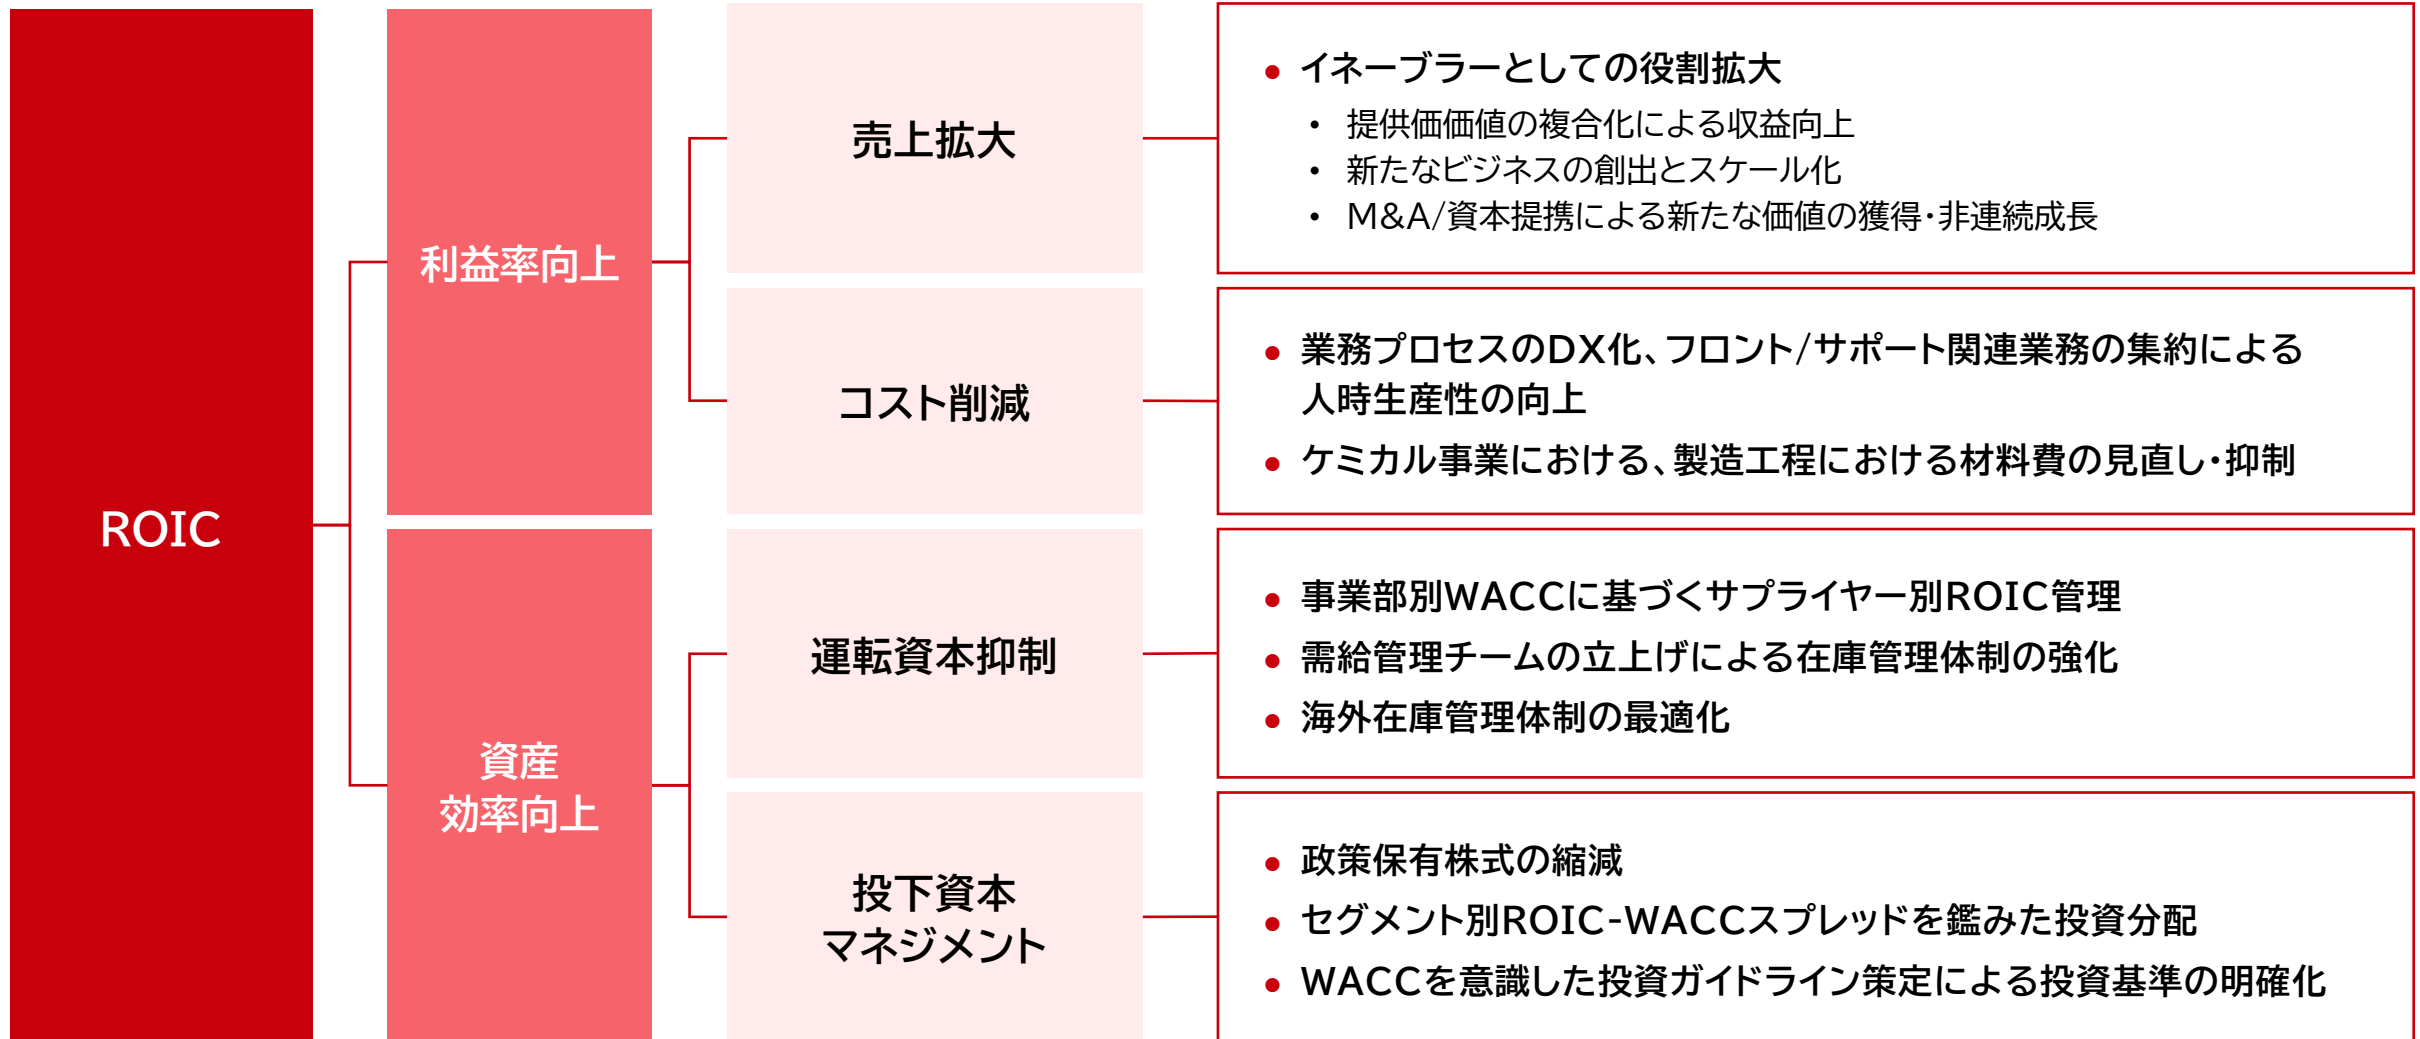 ROIC
利益率向上
売上拡大
● イネーブラーとしての役割拡大
• 提供価価値の複合化による収益向上
• 新たなビジネスの創出とスケール化
• M&A/資本提携による新たな価値の獲得・非連続成長
コスト削減
● 業務プロセスのDX化、フロント/サポート関連業務の集約による
人時生産性の向上
● ケミカル事業における、製造工程における材料費の見直し・抑制
資産
効率向上
運転資本抑制
● 事業部別WACCに基づくサプライヤー別ROIC管理
● 需給管理チームの立上げによる在庫管理体制の強化
● 海外在庫管理体制の最適化
投下資本
マネジメント
● 政策保有株式の縮減
● セグメント別ROIC-WACCスプレッドを鑑みた投資分配
● WACCを意識した投資ガイドライン策定による投資基準の明確化